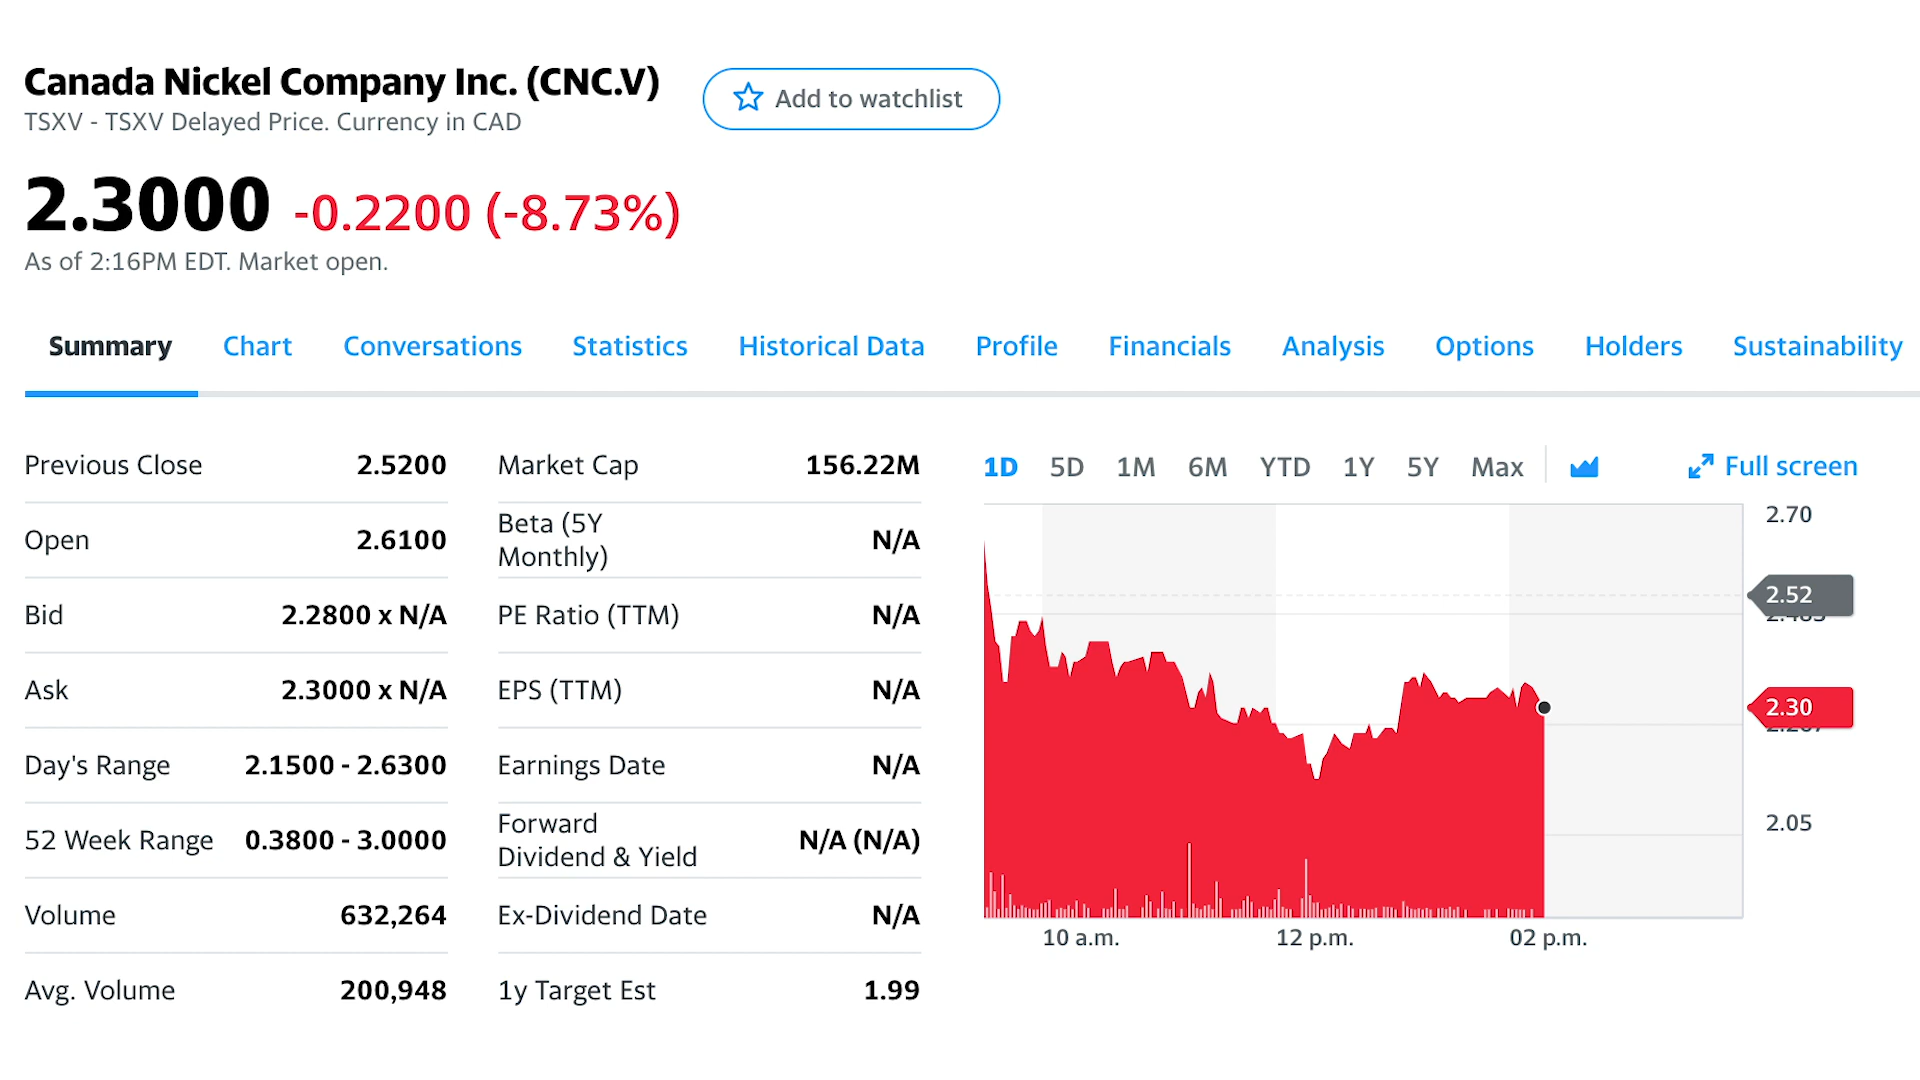 Canada Nickel Company Inc. (CNC.V)
Add to watchlist
TSXV - TSXV Delayed Price. Currency in CAD
2.3000 -0.2200 (-8.73%)
As of 2:16PM EDT. Market open.
Summary Chart Conversations Statistics Historical Data Profile Financials Analysis Options Holders Sustainability
Previous Close 2.5200
Open 2.6100
Bid 2.2800 x N/A
Ask 2.3000 x N/A
Day's Range 2.1500 - 2.6300
52 Week Range 0.3800 - 3.0000
Volume 632,264
Avg. Volume 200,948
Market Cap 156.22M
Beta (5Y
Monthly) N/A
PE Ratio (TTM) N/A
EPS (TTM) N/A
Earnings Date N/A
Forward
Dividend & Yield N/A (N/A)
Ex-Dividend Date N/A
1y Target Est 1.99
1D 5D 1M 6M YTD 1Y 5Y Max Full screen
2.70
2.52
2.30
2.05
10 a.m. 12 p.m. 02 p.m.